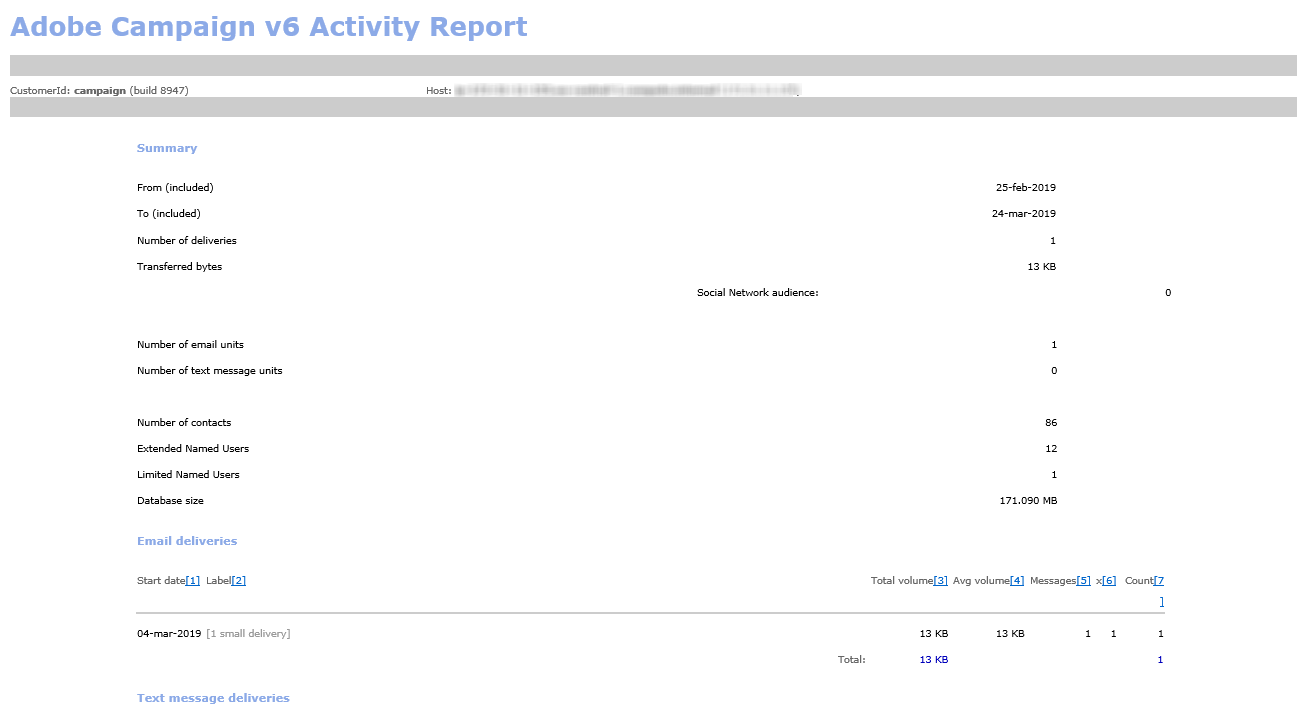 Adobe Campaign v6 Activity Report
CustomerId: campaign (build 8947) Host:
Summary
From (included) 25-feb-2019
To (included) 24-mar-2019
Number of deliveries 1
Transferred bytes 13 KB
Social Network audience: 0
Number of email units 1
Number of text message units 0
Number of contacts 86
Extended Named Users 12
Limited Named Users 1
Database size 171.090 MB
Email deliveries
Start date[1] Label[2] Total volume[3] Avg volume[4] Messages[5] x[6] Count[7
]
04-mar-2019 [1 small delivery] 13 KB 13 KB 1 1 1
Total: 13 KB 1
Text message deliveries